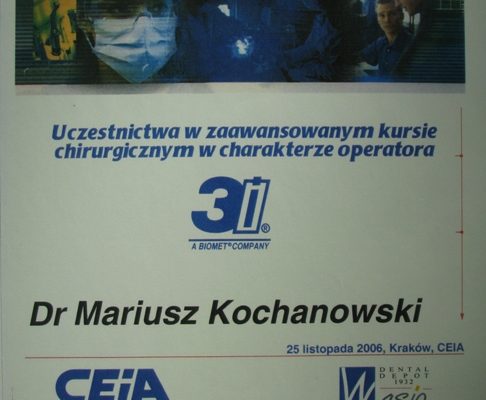 Uczestnictwa w zaawansowanym kursie
chirurgicznym w charakterze operatora
3i®
A BIOMET® COMPANY
Dr Mariusz Kochanowski
25 listopada 2006, Kraków, CEIA
CEiA
DENTAL
DEPOT
1932